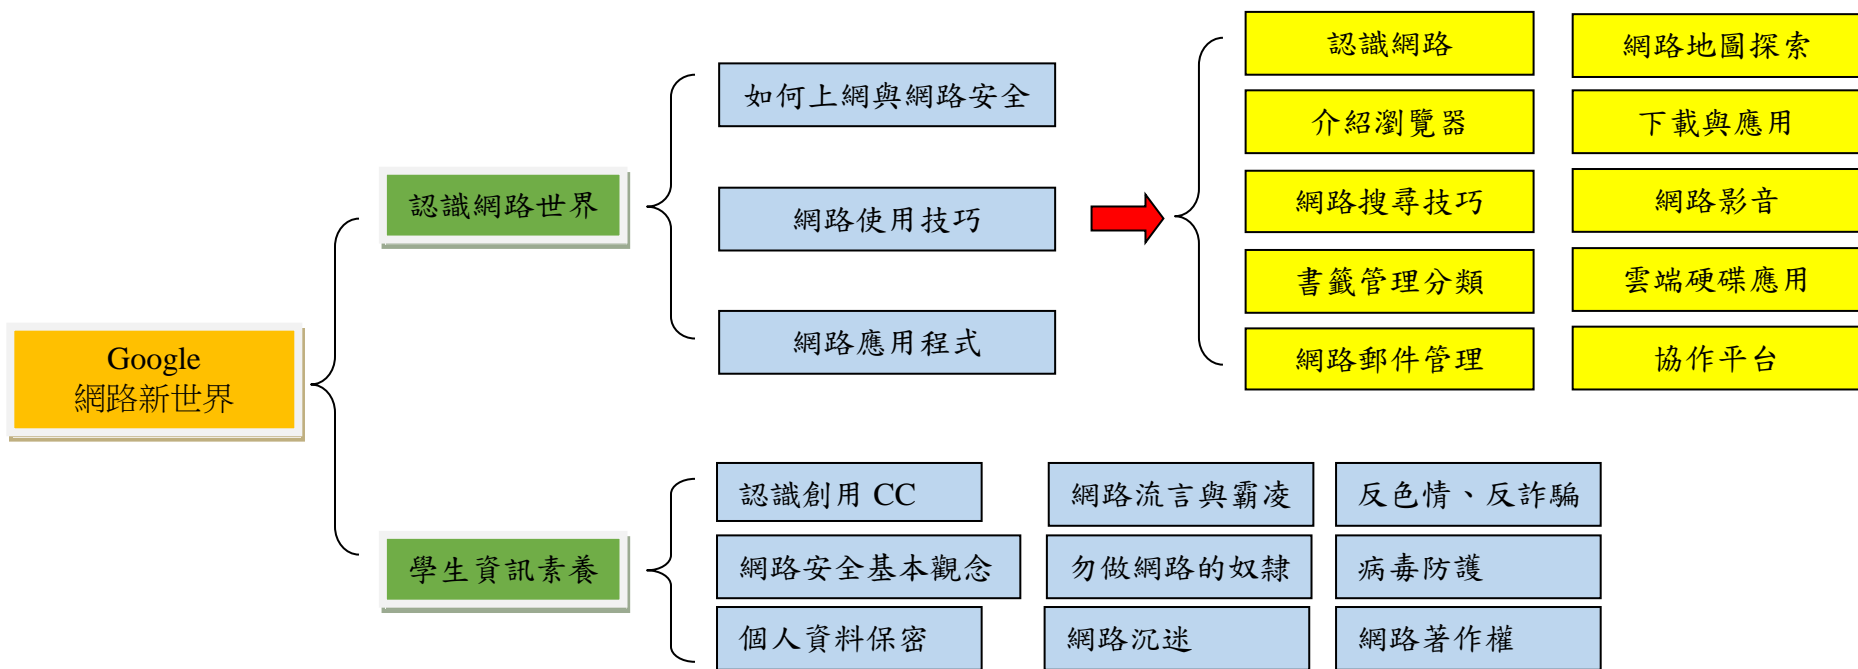 Google
網路新世界
認識網路世界
如何上網與網路安全
網路使用技巧
網路應用程式
認識網路
網路地圖探索
介紹瀏覽器
下載與應用
網路搜尋技巧
網路影音
書籤管理分類
雲端硬碟應用
網路郵件管理
協作平台
學生資訊素養
認識創用 CC
網路流言與霸凌
反色情、反詐騙
網路安全基本觀念
勿做網路的奴隸
病毒防護
個人資料保密
網路沉迷
網路著作權